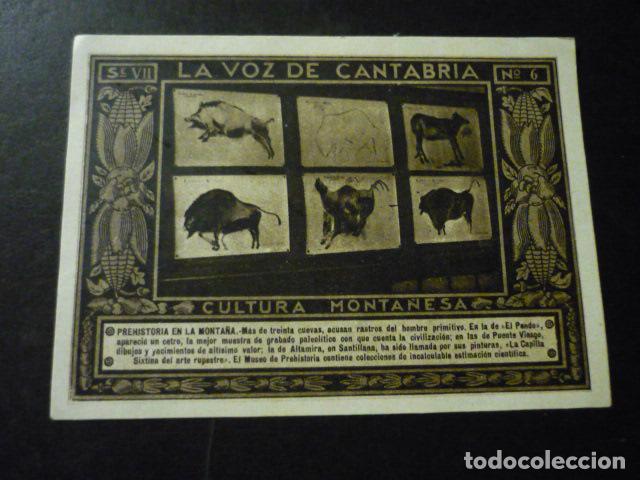 Sᴱ VII
LA VOZ DE CANTABRIA
Nº 6
CULTURA MONTAÑESA
PREHISTORIA EN LA MONTAÑA.-Más de treinta cuevas, acusan rastros del hombre primitivo. En la de «El Pendo»,
apareció un cetro, la mejor muestra de grabado paleolítico con que cuenta la civilización; en las de Puente Viesgo,
dibujos y yacimientos de altísimo valor; la de Altamira, en Santillana, ha sido llamada por sus pinturas, «La Capilla
Sixtina del arte rupestre». El Museo de Prehistoria contiene colecciones de incalculable estimación científica.
todocoleccion.net